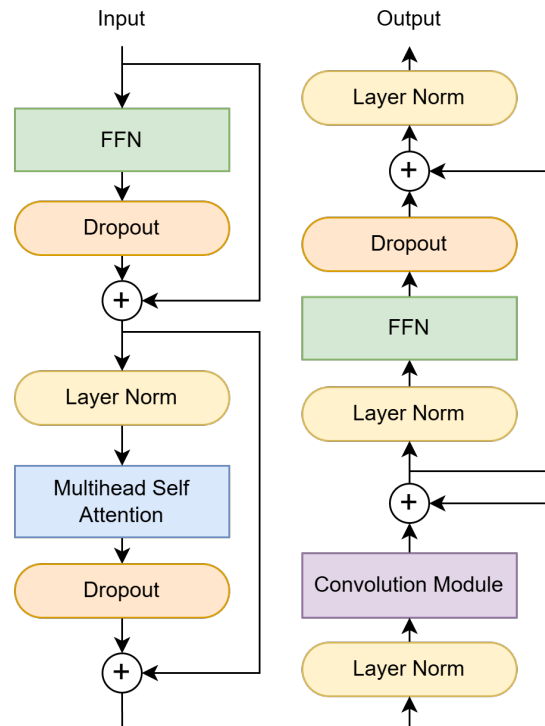 Input
FFN
Dropout
+
Layer Norm
Multihead Self
Attention
Dropout
+
Output
Layer Norm
+
Dropout
FFN
Layer Norm
+
Convolution Module
Layer Norm